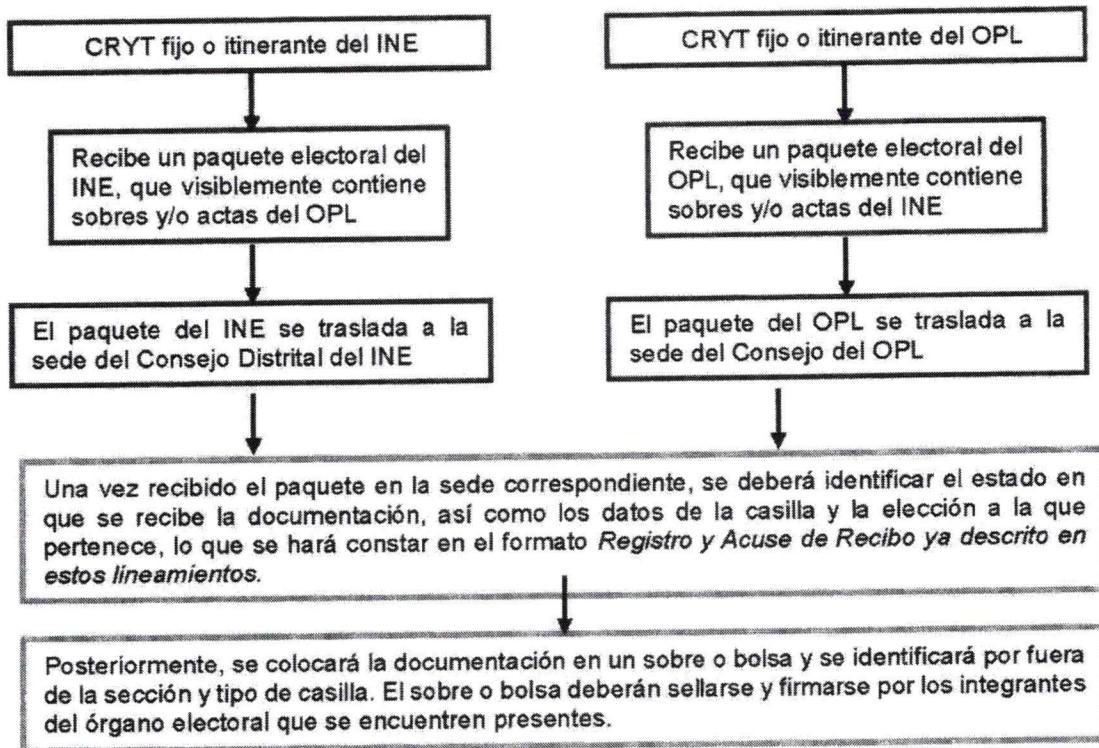 CRYT fijo o itinerante del INE
Recibe un paquete electoral del
INE, que visiblemente contiene
sobres y/o actas del OPL
El paquete del INE se traslada a la
sede del Consejo Distrital del INE
CRYT fijo o itinerante del OPL
Recibe un paquete electoral del
OPL, que visiblemente contiene
sobres y/o actas del INE
El paquete del OPL se traslada a la
sede del Consejo del OPL
Una vez recibido el paquete en la sede correspondiente, se deberá identificar el estado en
que se recibe la documentación, así como los datos de la casilla y la elección a la que
pertenece, lo que se hará constar en el formato Registro y Acuse de Recibo ya descrito en
estos lineamientos.
Posteriormente, se colocará la documentación en un sobre o bolsa y se identificará por fuera
de la sección y tipo de casilla. El sobre o bolsa deberán sellarse y firmarse por los integrantes
del órgano electoral que se encuentren presentes.